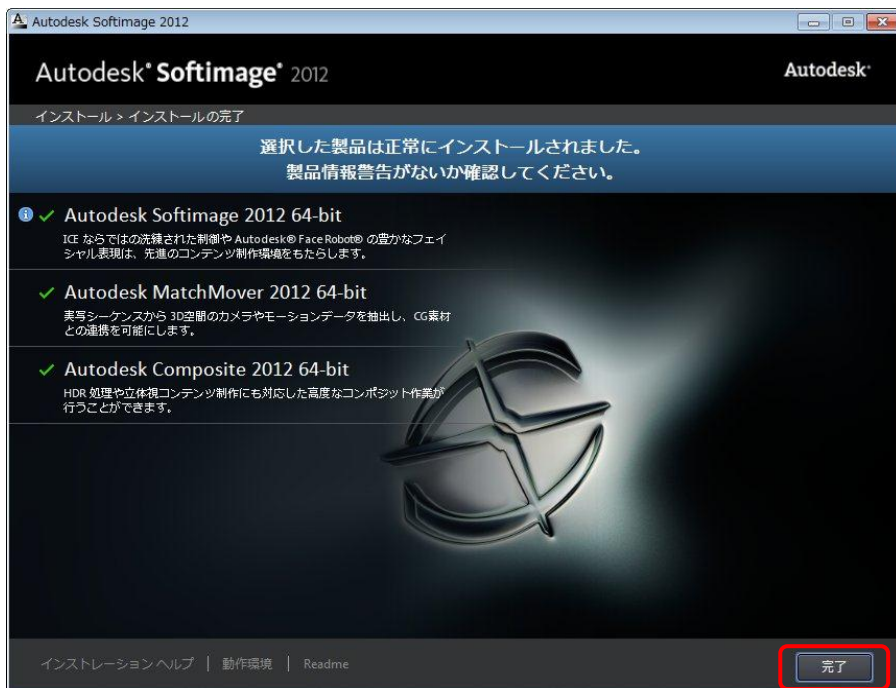 Autodesk Softimage 2012
Autodesk® Softimage® 2012
Autodesk®
インストール > インストールの完了
選択した製品は正常にインストールされました。
製品情報警告がないか確認してください。
Autodesk Softimage 2012 64-bit
ICE ならではの洗練された制御や Autodesk® Face Robot® の豊かなフェイ
シャル表現は、先進のコンテンツ制作環境をもたらします。
Autodesk MatchMover 2012 64-bit
実写シーケンスから 3D空間のカメラやモーションデータを抽出し、CG素材
との連携を可能にします。
Autodesk Composite 2012 64-bit
HDR 処理や立体視コンテンツ制作にも対応した高度なコンポジット作業が
行うことができます。
インストレーション ヘルプ | 動作環境 | Readme
完了